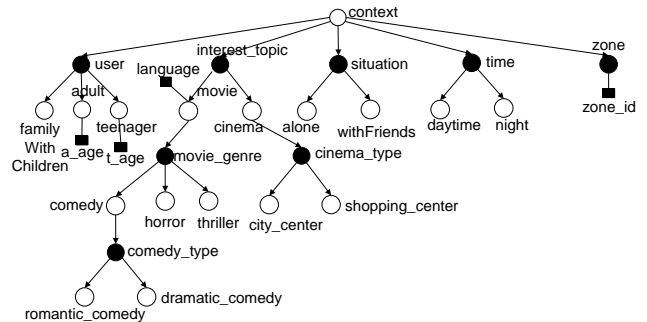 context
user
interest_topic
situation
time
zone
language
adult
movie
zone_id
family
With
Children
a_age
teenager
t_age
cinema
alone
withFriends
daytime
night
movie_genre
cinema_type
comedy
horror
thriller
city_center
shopping_center
comedy_type
romantic_comedy
dramatic_comedy